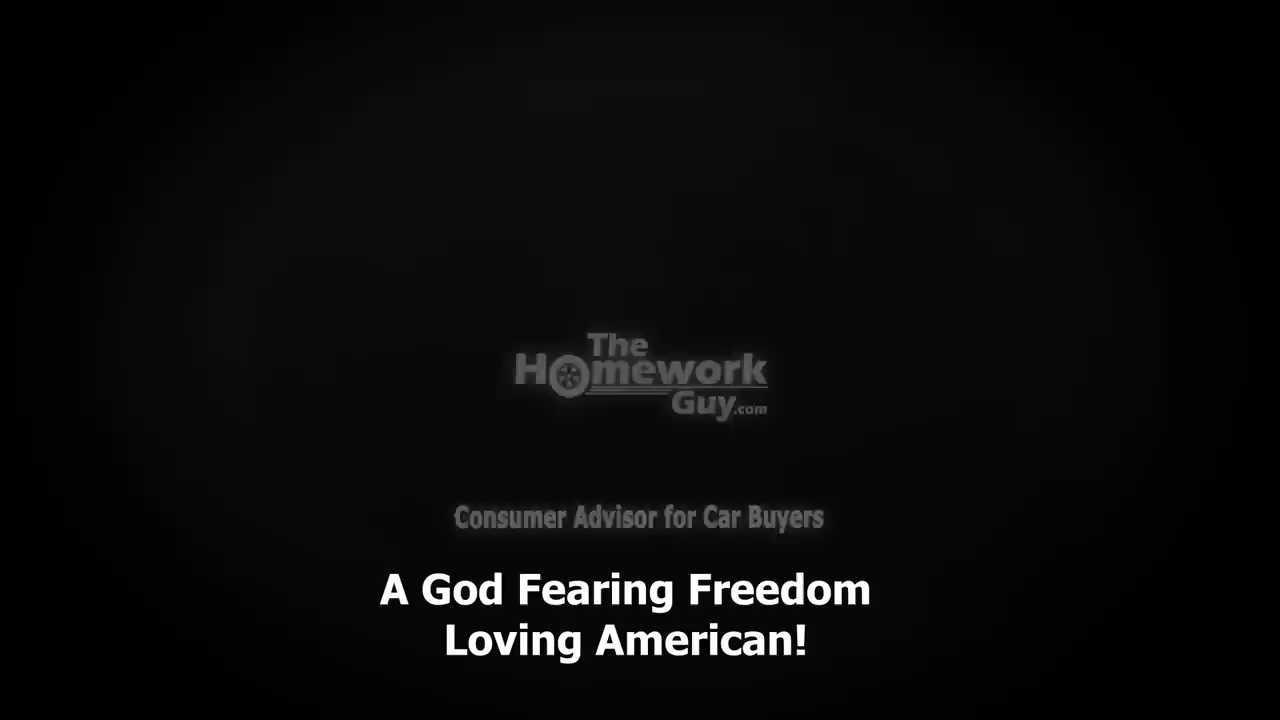 The
Homework
Guy.com
Consumer Advisor for Car Buyers
A God Fearing Freedom
Loving American!